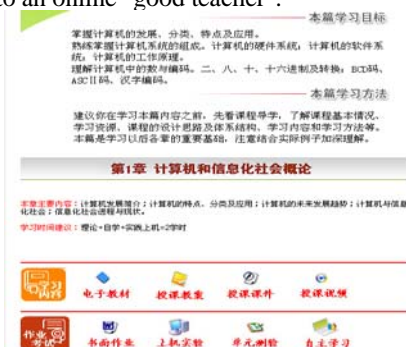 to an online "good teacher".
本篇学习目标
掌握计算机的发展、分类、特点及应用。
熟练掌握计算机系统的组成。计算机的硬件系统;计算机的软件系
统;计算机的工作原理。
理解计算机中的数与编码。二、八、十、十六进制及转换,BCD码、
ASCⅡ码、汉字编码。
本篇学习方法
建议你在学习本篇内容之前,先看课程导学,了解课程基本情况、
学习资源、课程的设计思路及体系结构、学习内容和学习方法等。
本篇是学习以后各章的重要基础,注意结合实际例子加深理解。
第1章 计算机和信息化社会概论
本章主要内容:计算机发展简介;计算机的特点、分类及应用;计算机的未来发展趋势;计算机与信息
化社会;信息化社会进程与现状。
学习时间建议:理论+自学+实践上机=2学时
学习
内容
电子教材 授课教案 授课课件 授课视频
作业
考试
书面作业 上机实验 单元测验 自主学习